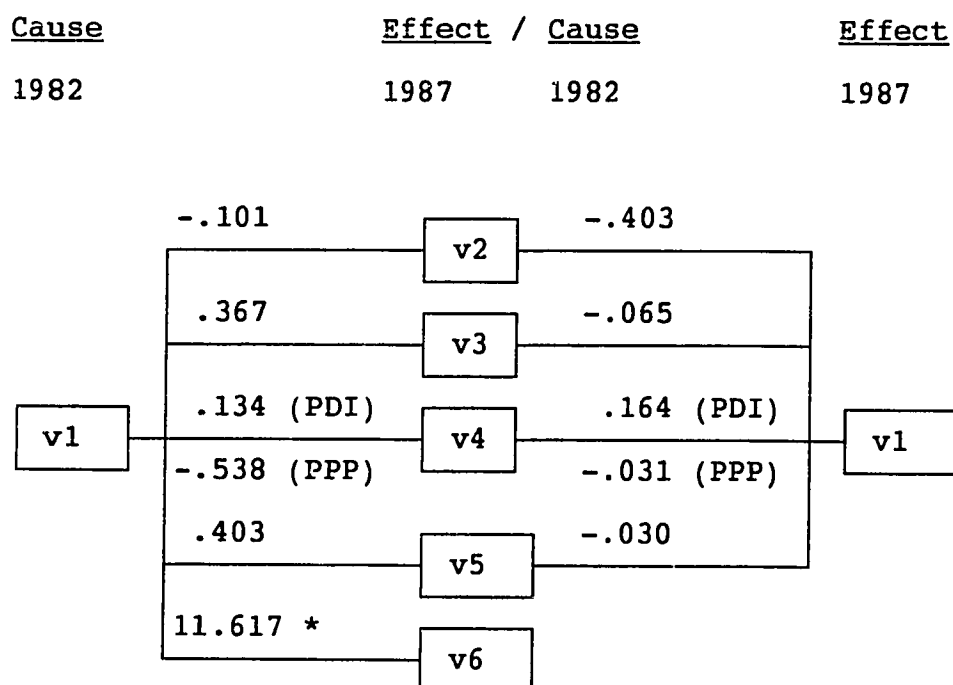 Cause Effect / Cause Effect
1982 1987 1982 1987
-.101 v2 -.403
.367 v3 -.065
.134 (PDI) .164 (PDI)
v1 v4 v1
-.538 (PPP) -.031 (PPP)
.403 v5 -.030
11.617 * v6